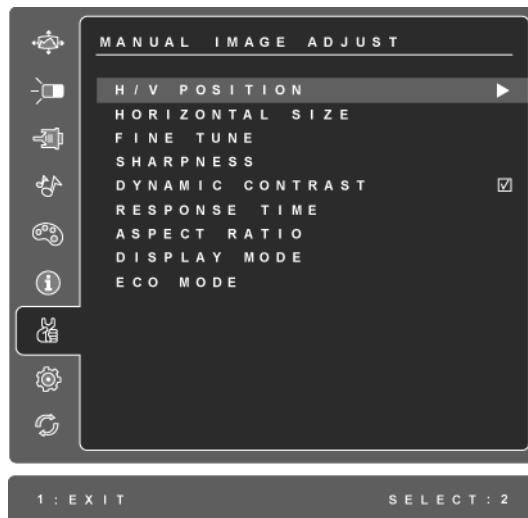 MANUAL IMAGE ADJUST
H/V POSITION
HORIZONTAL SIZE
FINE TUNE
SHARPNESS
DYNAMIC CONTRAST
RESPONSE TIME
ASPECT RATIO
DISPLAY MODE
ECO MODE
1:EXIT SELECT:2